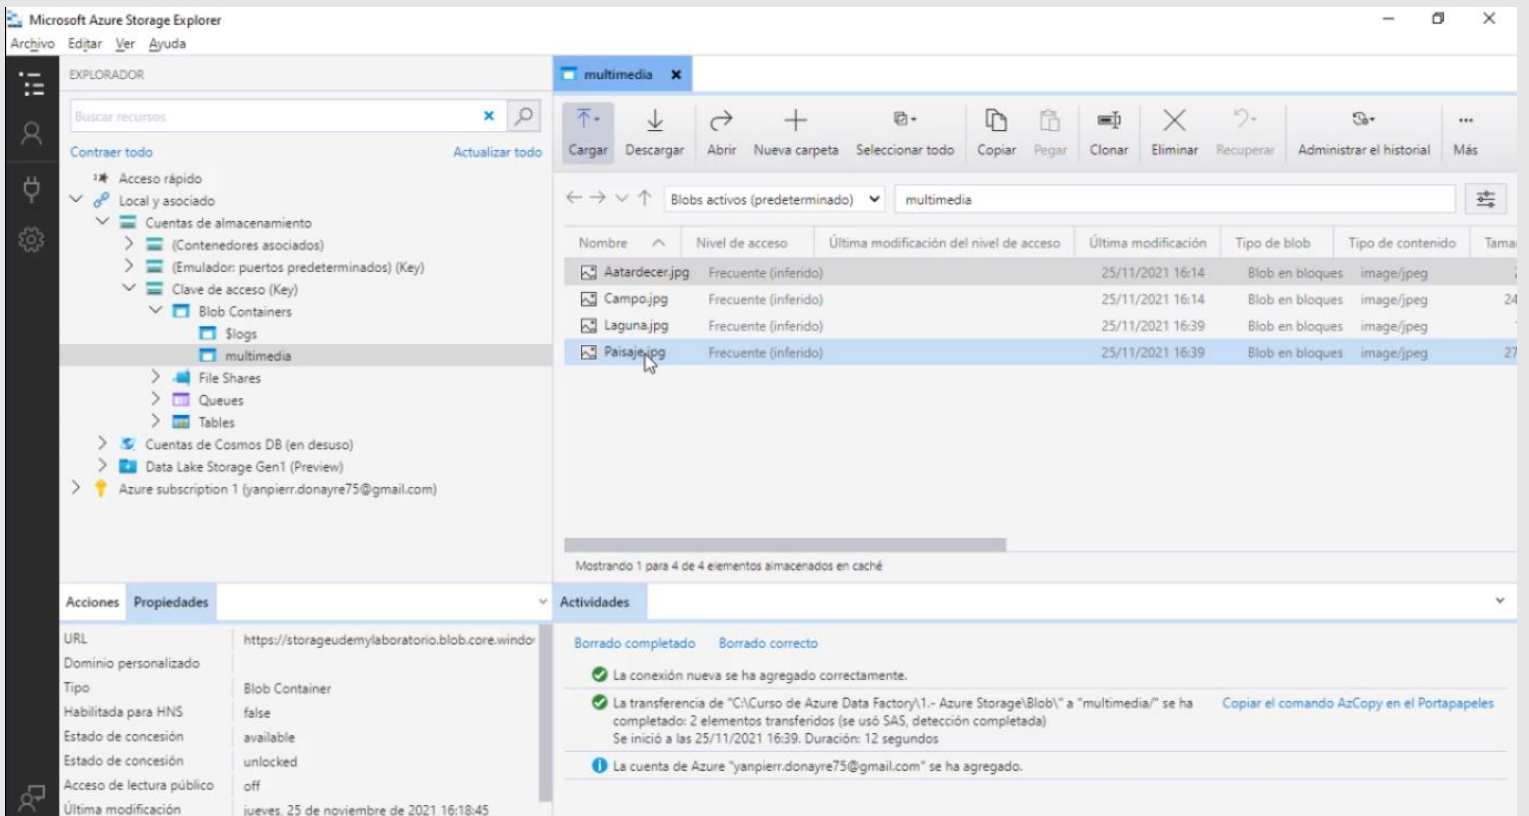 Microsoft Azure Storage Explorer
Archivo Editar Ver Ayuda
EXPLORADOR
Buscar recursos
Contraer todo Actualizar todo
Acceso rápido
Local y asociado
Cuentas de almacenamiento
(Contenedores asociados)
(Emulador: puertos predeterminados) (Key)
Clave de acceso (Key)
Blob Containers
$logs
multimedia
File Shares
Queues
Tables
Cuentas de Cosmos DB (en desuso)
Data Lake Storage Gen1 (Preview)
Azure subscription 1 (yanpierr.donayre75@gmail.com)
Acciones Propiedades
URL https://storageudemylaboratorio.blob.core.window
Dominio personalizado
Tipo Blob Container
Habilitada para HNS false
Estado de concesión available
Estado de concesión unlocked
Acceso de lectura público off
Última modificación jueves, 25 de noviembre de 2021 16:18:45
multimedia
Cargar Descargar Abrir Nueva carpeta Seleccionar todo Copiar Pegar Clonar Eliminar Recuperar Administrar el historial Más
Blobs activos (predeterminado) multimedia
Nombre Nivel de acceso Última modificación del nivel de acceso Última modificación Tipo de blob Tipo de contenido Tama
Aatardecer.jpg Frecuente (inferido) 25/11/2021 16:14 Blob en bloques image/jpeg
Campo.jpg Frecuente (inferido) 25/11/2021 16:14 Blob en bloques image/jpeg 24
Laguna.jpg Frecuente (inferido) 25/11/2021 16:39 Blob en bloques image/jpeg
Paisaje.jpg Frecuente (inferido) 25/11/2021 16:39 Blob en bloques image/jpeg 27
Mostrando 1 para 4 de 4 elementos almacenados en caché
Actividades
Borrado completado Borrado correcto
La conexión nueva se ha agregado correctamente.
La transferencia de "C:\Curso de Azure Data Factory\1.- Azure Storage\Blob\" a "multimedia/" se ha Copiar el comando AzCopy en el Portapapeles
completado: 2 elementos transferidos (se usó SAS, detección completada)
Se inició a las 25/11/2021 16:39. Duración: 12 segundos
La cuenta de Azure "yanpierr.donayre75@gmail.com" se ha agregado.